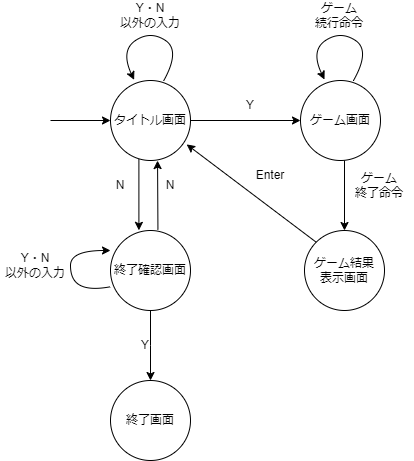 Y・N
以外の入力
ゲーム
続行命令
タイトル画面
Y
ゲーム画面
N
N
Enter
ゲーム
終了命令
Y・N
以外の入力
終了確認画面
ゲーム結果
表示画面
Y
終了画面